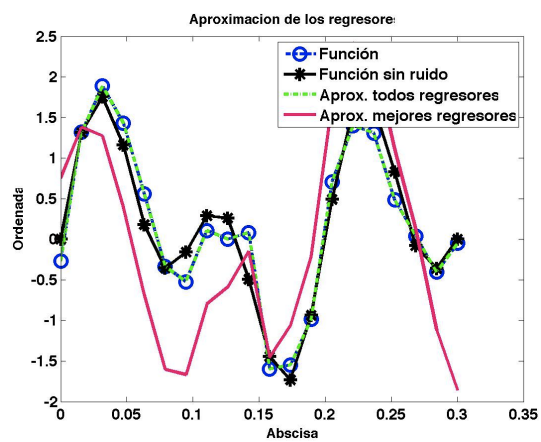 Aproximacion de los regresores
2.5
2
1.5
1
0.5
0
-0.5
-1
-1.5
-2
Ordenada
Función
Función sin ruido
Aprox. todos regresores
Aprox. mejores regresores
0
0.05
0.1
0.15
0.2
0.25
0.3
0.35
Abscisa